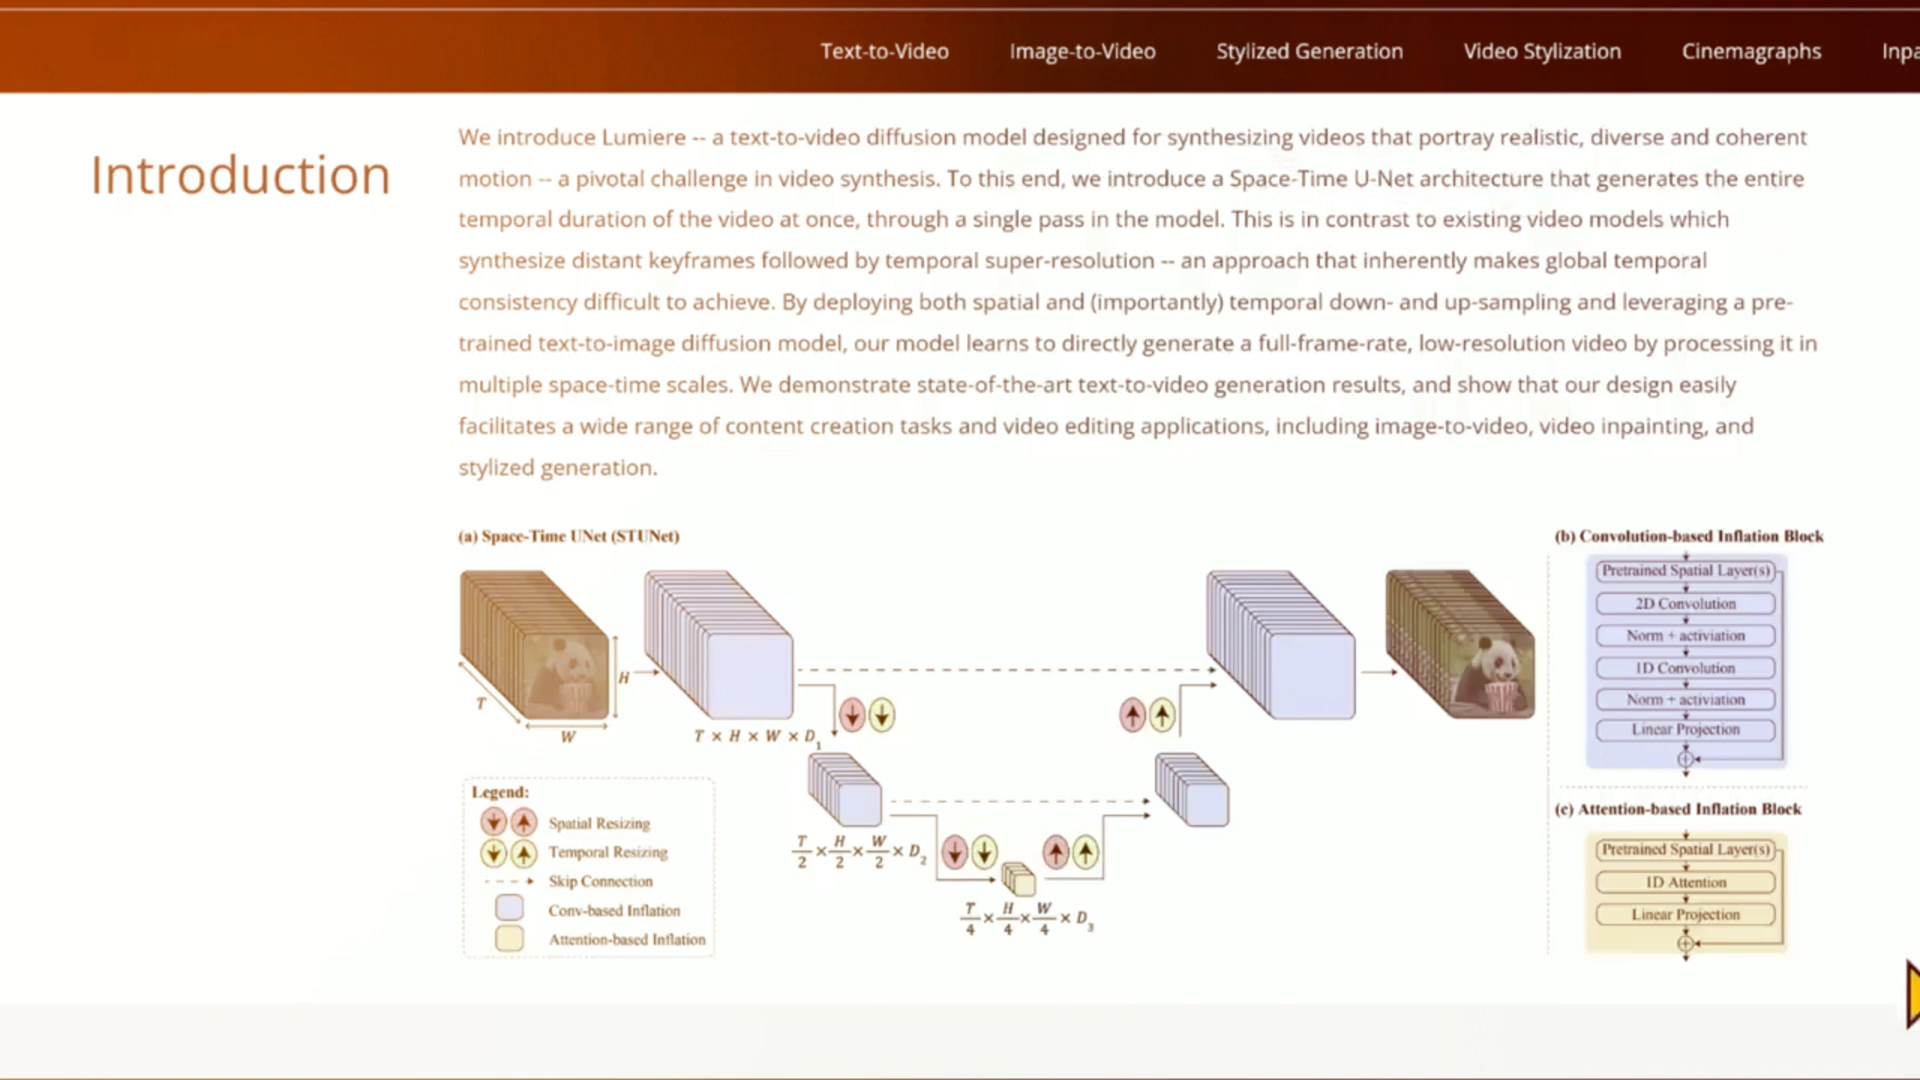 Text-to-Video Image-to-Video Stylized Generation Video Stylization Cinemagraphs Inpa
Introduction
We introduce Lumiere -- a text-to-video diffusion model designed for synthesizing videos that portray realistic, diverse and coherent
motion -- a pivotal challenge in video synthesis. To this end, we introduce a Space-Time U-Net architecture that generates the entire
temporal duration of the video at once, through a single pass in the model. This is in contrast to existing video models which
synthesize distant keyframes followed by temporal super-resolution -- an approach that inherently makes global temporal
consistency difficult to achieve. By deploying both spatial and (importantly) temporal down- and up-sampling and leveraging a pre-
trained text-to-image diffusion model, our model learns to directly generate a full-frame-rate, low-resolution video by processing it in
multiple space-time scales. We demonstrate state-of-the-art text-to-video generation results, and show that our design easily
facilitates a wide range of content creation tasks and video editing applications, including image-to-video, video inpainting, and
stylized generation.
(a) Space-Time UNet (STUNet)
T
H
W
T × H × W × D1
T/2 × H/2 × W/2 × D2
T/4 × H/4 × W/4 × D3
Legend:
Spatial Resizing
Temporal Resizing
Skip Connection
Conv-based Inflation
Attention-based Inflation
(b) Convolution-based Inflation Block
Pretrained Spatial Layer(s)
2D Convolution
Norm + activiation
1D Convolution
Norm + activiation
Linear Projection
(c) Attention-based Inflation Block
Pretrained Spatial Layer(s)
1D Attention
Linear Projection